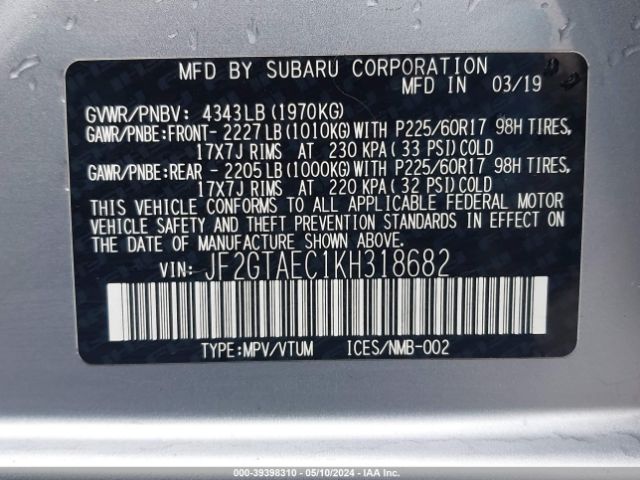 MFD BY SUBARU CORPORATION
MFD IN 03/19
GVWR/PNBV: 4343LB(1970KG)
GAWR/PNBE:FRONT- 2227LB(1010KG)WITH P225/60R17 98H TIRES,
17X7J RIMS AT 230 KPA(33 PSI)COLD
GAWR/PNBE:REAR - 2205LB(1000KG)WITH P225/60R17 98H TIRES,
17X7J RIMS AT 220 KPA(32 PSI)COLD
THIS VEHICLE CONFORMS TO ALL APPLICABLE FEDERAL MOTOR
VEHICLE SAFETY AND THEFT PREVENTION STANDARDS IN EFFECT ON
THE DATE OF MANUFACTURE SHOWN ABOVE.
VIN: JF2GTAEC1KH318682
TYPE:MPV/VTUM ICES/NMB-002
© IAA-39398310 - 05/10/2024 - IAAI.COM